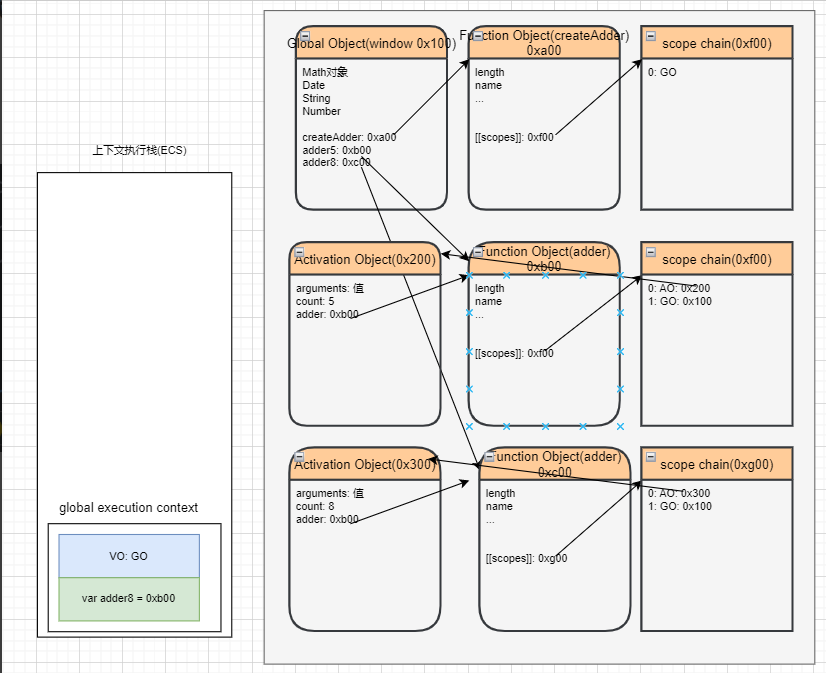 上下文执行栈(ECS)
global execution context
VO: GO
var adder8 = 0xb00
Global Object(window 0x100)
Math对象
Date
String
Number
createAdder: 0xa00
adder5: 0xb00
adder8: 0xc00
Function Object(createAdder)
0xa00
length
name
...
[[scopes]]: 0xf00
scope chain(0xf00)
0: GO
Activation Object(0x200)
arguments: 值
count: 5
adder: 0xb00
Function Object(adder)
0xb00
length
name
...
[[scopes]]: 0xf00
scope chain(0xf00)
0: AO: 0x200
1: GO: 0x100
Activation Object(0x300)
arguments: 值
count: 8
adder: 0xb00
Function Object(adder)
0xc00
length
name
...
[[scopes]]: 0xg00
scope chain(0xg00)
0: AO: 0x300
1: GO: 0x100